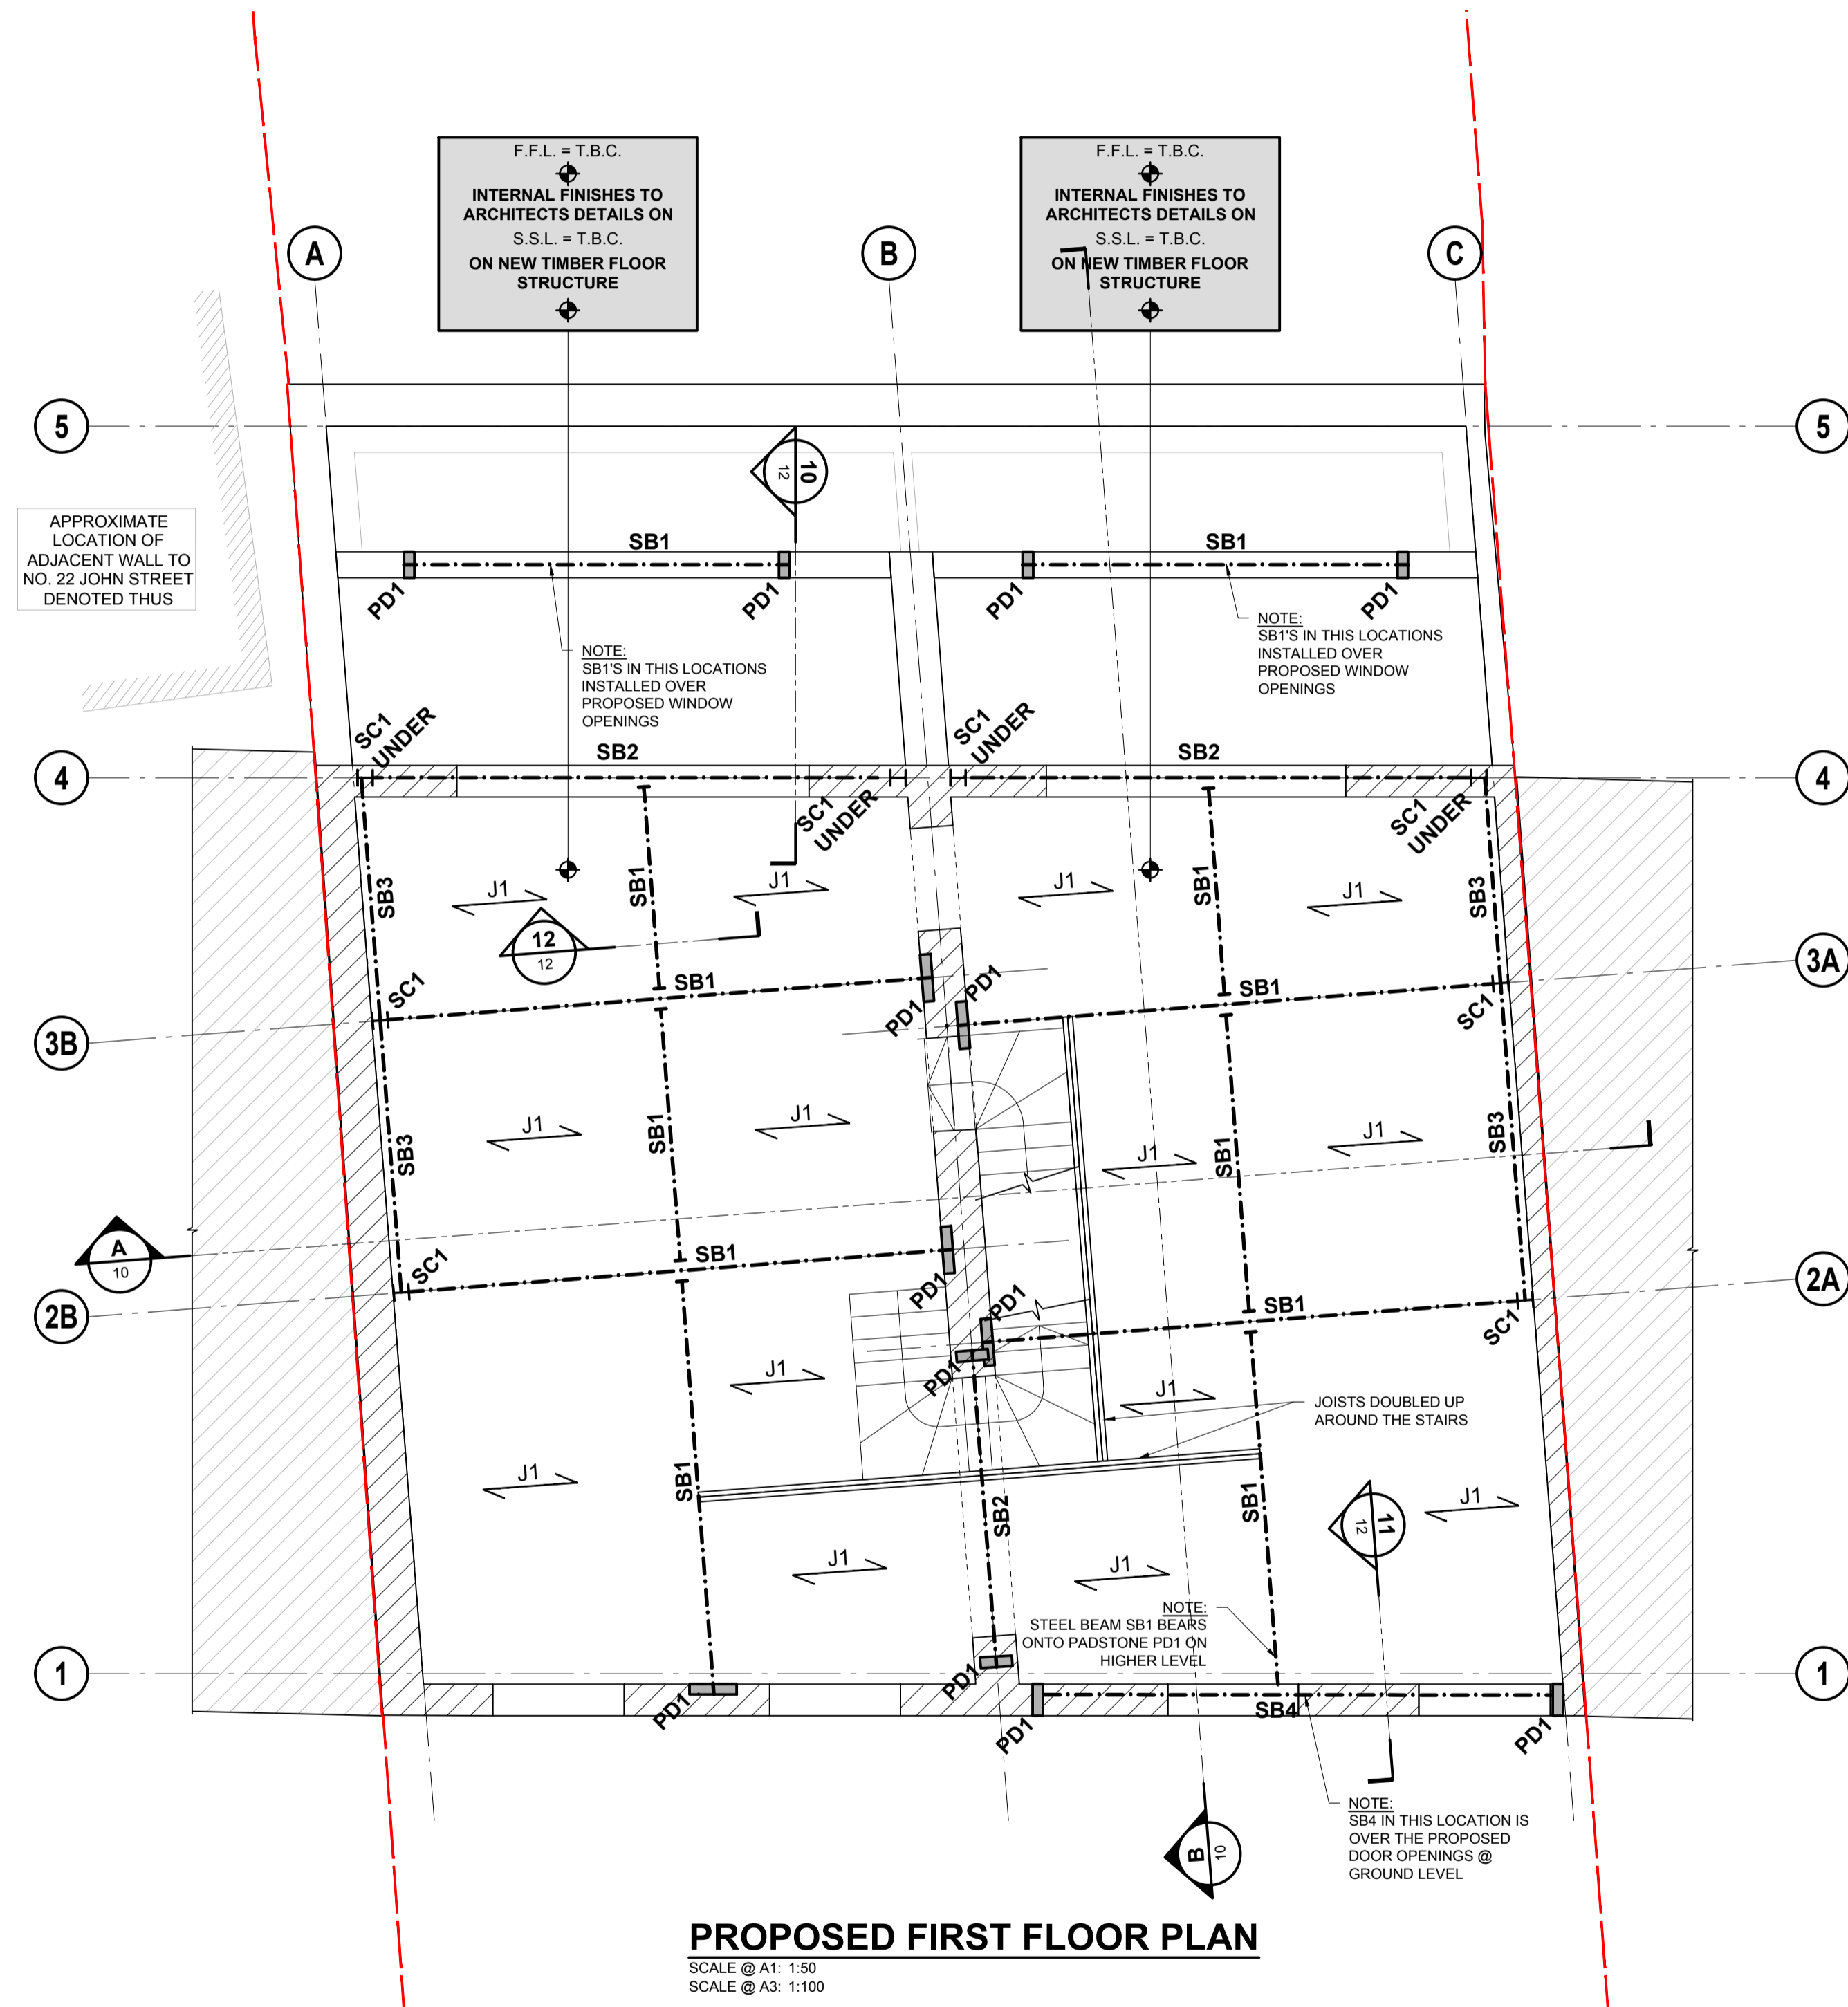 F.F.L. = T.B.C.
INTERNAL FINISHES TO
ARCHITECTS DETAILS ON
S.S.L. = T.B.C.
ON NEW TIMBER FLOOR
STRUCTURE
F.F.L. = T.B.C.
INTERNAL FINISHES TO
ARCHITECTS DETAILS ON
S.S.L. = T.B.C.
ON NEW TIMBER FLOOR
STRUCTURE
A
B
C
5
5
10
12
APPROXIMATE
LOCATION OF
ADJACENT WALL TO
NO. 22 JOHN STREET
DENOTED THUS
SB1
SB1
PD1
PD1
PD1
PD1
NOTE:
SB1'S IN THIS LOCATIONS
INSTALLED OVER
PROPOSED WINDOW
OPENINGS
NOTE:
SB1'S IN THIS LOCATIONS
INSTALLED OVER
PROPOSED WINDOW
OPENINGS
SC1
UNDER
SB2
SC1
UNDER
SB2
4
4
SC1
UNDER
SC1
UNDER
SB3
J1
SB1
J1
J1
SB1
J1
SB3
12
12
3A
SC1
SB1
PD1
PD1
SB1
SC1
3B
J1
SB1
J1
J1
SB1
J1
SB3
SB3
A
10
SC1
SB1
PD1
PD1
SB1
SC1
2A
2B
PD1
J1
J1
JOISTS DOUBLED UP
AROUND THE STAIRS
J1
SB1
SB2
SB1
J1
11
12
J1
J1
NOTE:
STEEL BEAM SB1 BEARS
ONTO PADSTONE PD1 ON
HIGHER LEVEL
1
1
PD1
PD1
PD1
SB4
PD1
NOTE:
SB4 IN THIS LOCATION IS
OVER THE PROPOSED
DOOR OPENINGS @
GROUND LEVEL
B
10
PROPOSED FIRST FLOOR PLAN
SCALE @ A1: 1:50
SCALE @ A3: 1:100